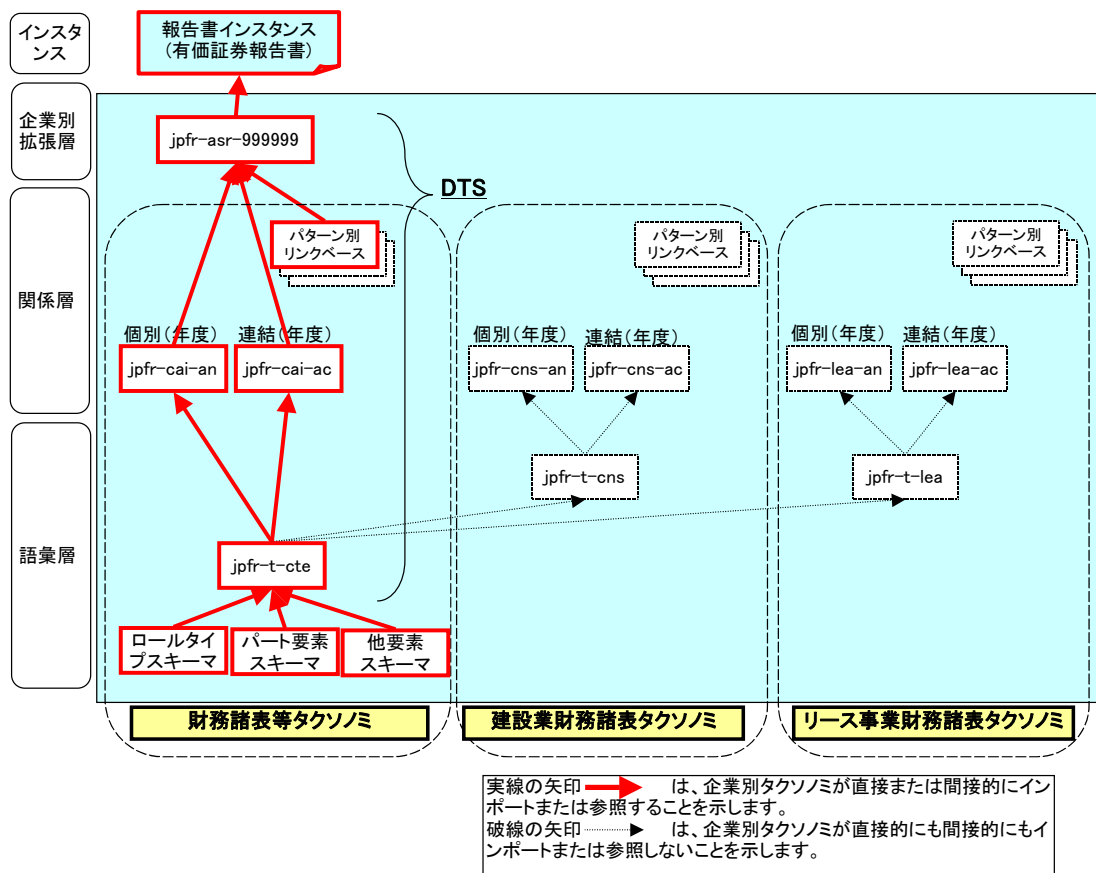 インスタ
ンス
報告書インスタンス
(有価証券報告書)
企業別
拡張層
jpfr-asr-999999
DTS
関係層
パターン別
リンクベース
パターン別
リンクベース
パターン別
リンクベース
個別(年度)
連結(年度)
個別(年度)
連結(年度)
個別(年度)
連結(年度)
jpfr-cai-an
jpfr-cai-ac
jpfr-cns-an
jpfr-cns-ac
jpfr-lea-an
jpfr-lea-ac
語彙層
jpfr-t-cns
jpfr-t-lea
jpfr-t-cte
ロールタイ
プスキーマ
パート要素
スキーマ
他要素
スキーマ
財務諸表等タクソノミ
建設業財務諸表タクソノミ
リース事業財務諸表タクソノミ
実線の矢印 は、企業別タクソノミが直接または間接的にイン
ポートまたは参照することを示します。
破線の矢印 は、企業別タクソノミが直接的にも間接的にもイ
ンポートまたは参照しないことを示します。